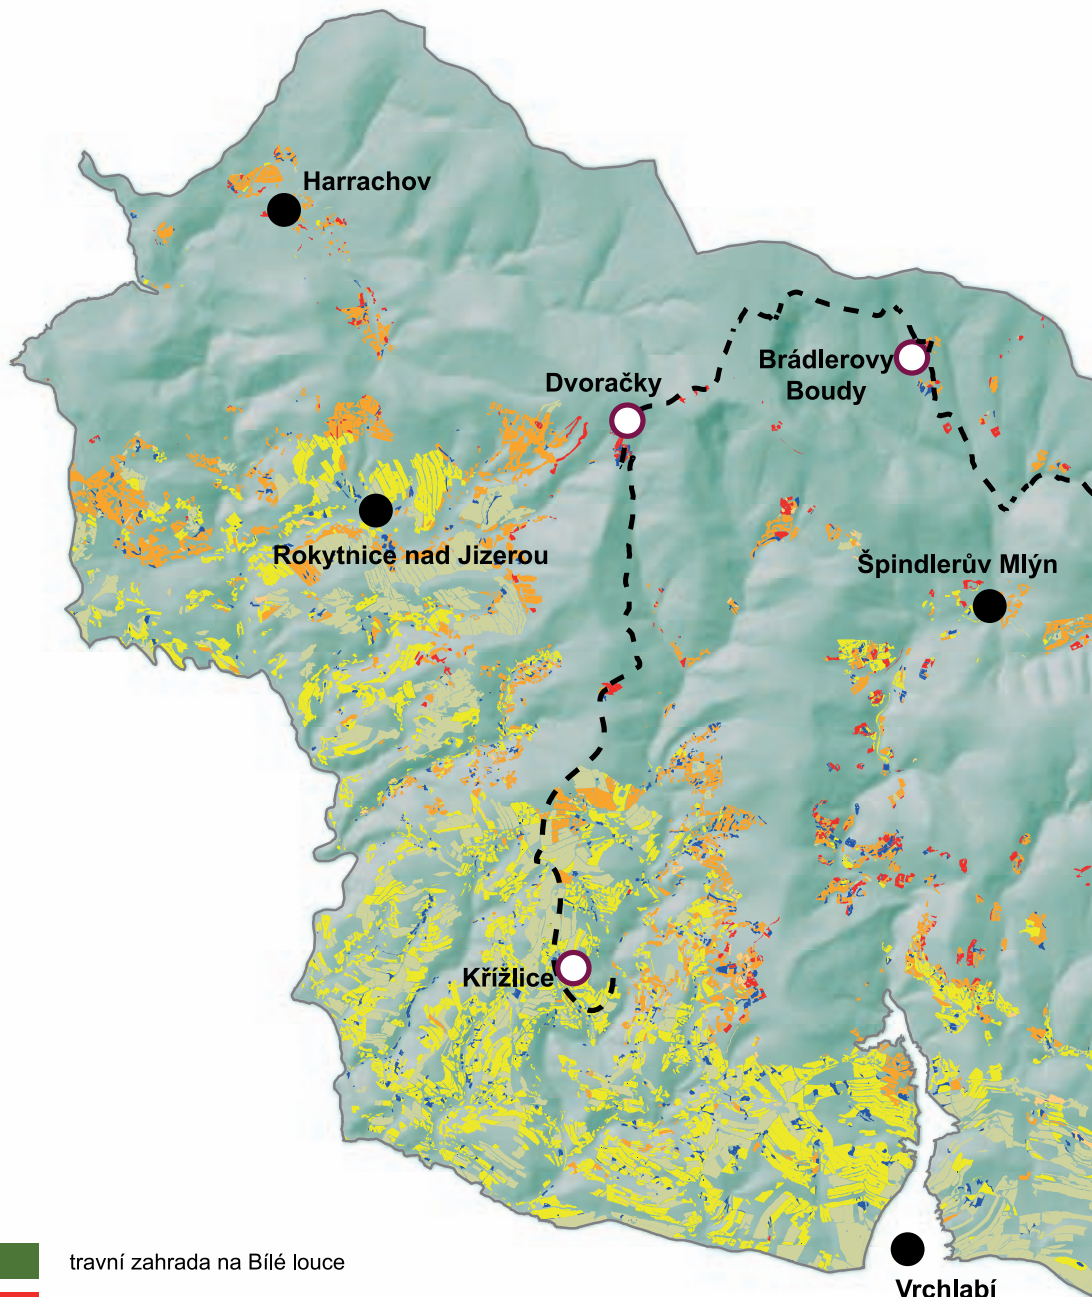 Harrachov
Brádlerovy
Boudy
Dvoračky
Rokytnice nad Jizerou
Špindlerův Mlýn
Křížlice
travní zahrada na Bílé louce
Vrchlabí